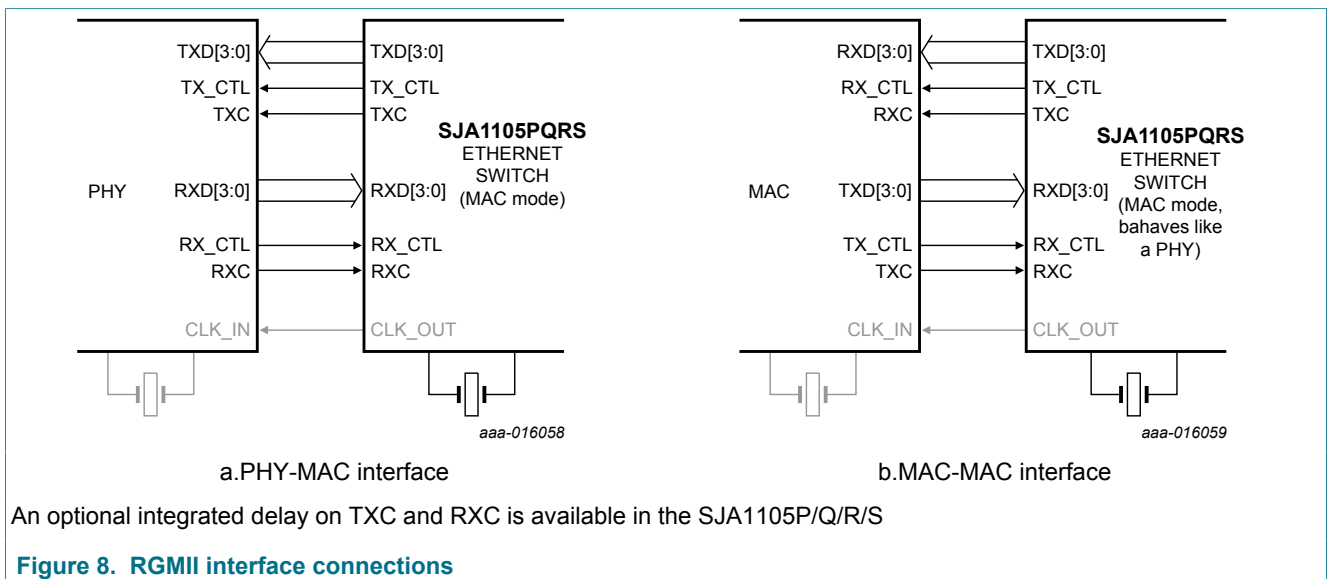 TXD[3:0] TXD[3:0]
TX_CTL TX_CTL
TXC TXC
SJA1105PQRS
ETHERNET
SWITCH
(MAC mode)
PHY RXD[3:0] RXD[3:0]
RX_CTL RX_CTL
RXC RXC
CLK_IN CLK_OUT
aaa-016058
a.PHY-MAC interface
RXD[3:0] TXD[3:0]
RX_CTL TX_CTL
RXC TXC
SJA1105PQRS
ETHERNET
SWITCH
(MAC mode,
bahaves like
a PHY)
MAC TXD[3:0] RXD[3:0]
TX_CTL RX_CTL
TXC RXC
CLK_IN CLK_OUT
aaa-016059
b.MAC-MAC interface
An optional integrated delay on TXC and RXC is available in the SJA1105P/Q/R/S
Figure 8. RGMII interface connections